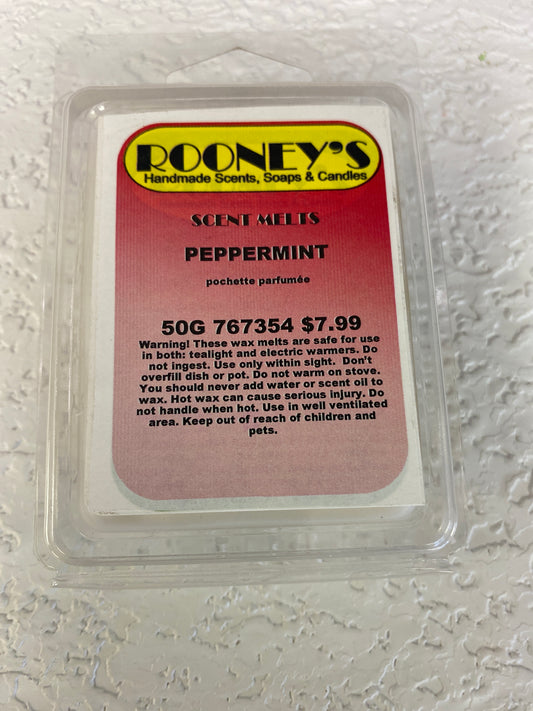 ROONEY'S
Handmade Scents, Soaps & Candles
SCENT MELTS
PEPPERMINT
pochette parfumée
50G 767354 $7.99
Warning! These wax melts are safe for use
in both: tealight and electric warmers. Do
not ingest. Use only within sight. Don't
overfill dish or pot. Do not warm on stove.
You should never add water or scent oil to
wax. Hot wax can cause serious injury. Do
not handle when hot. Use in well ventilated
area. Keep out of reach of children and
pets.